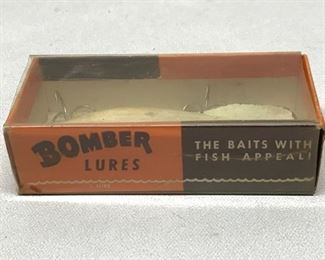 BOMBER
LURES
THE BAITS WITH
FISH APPEAL!